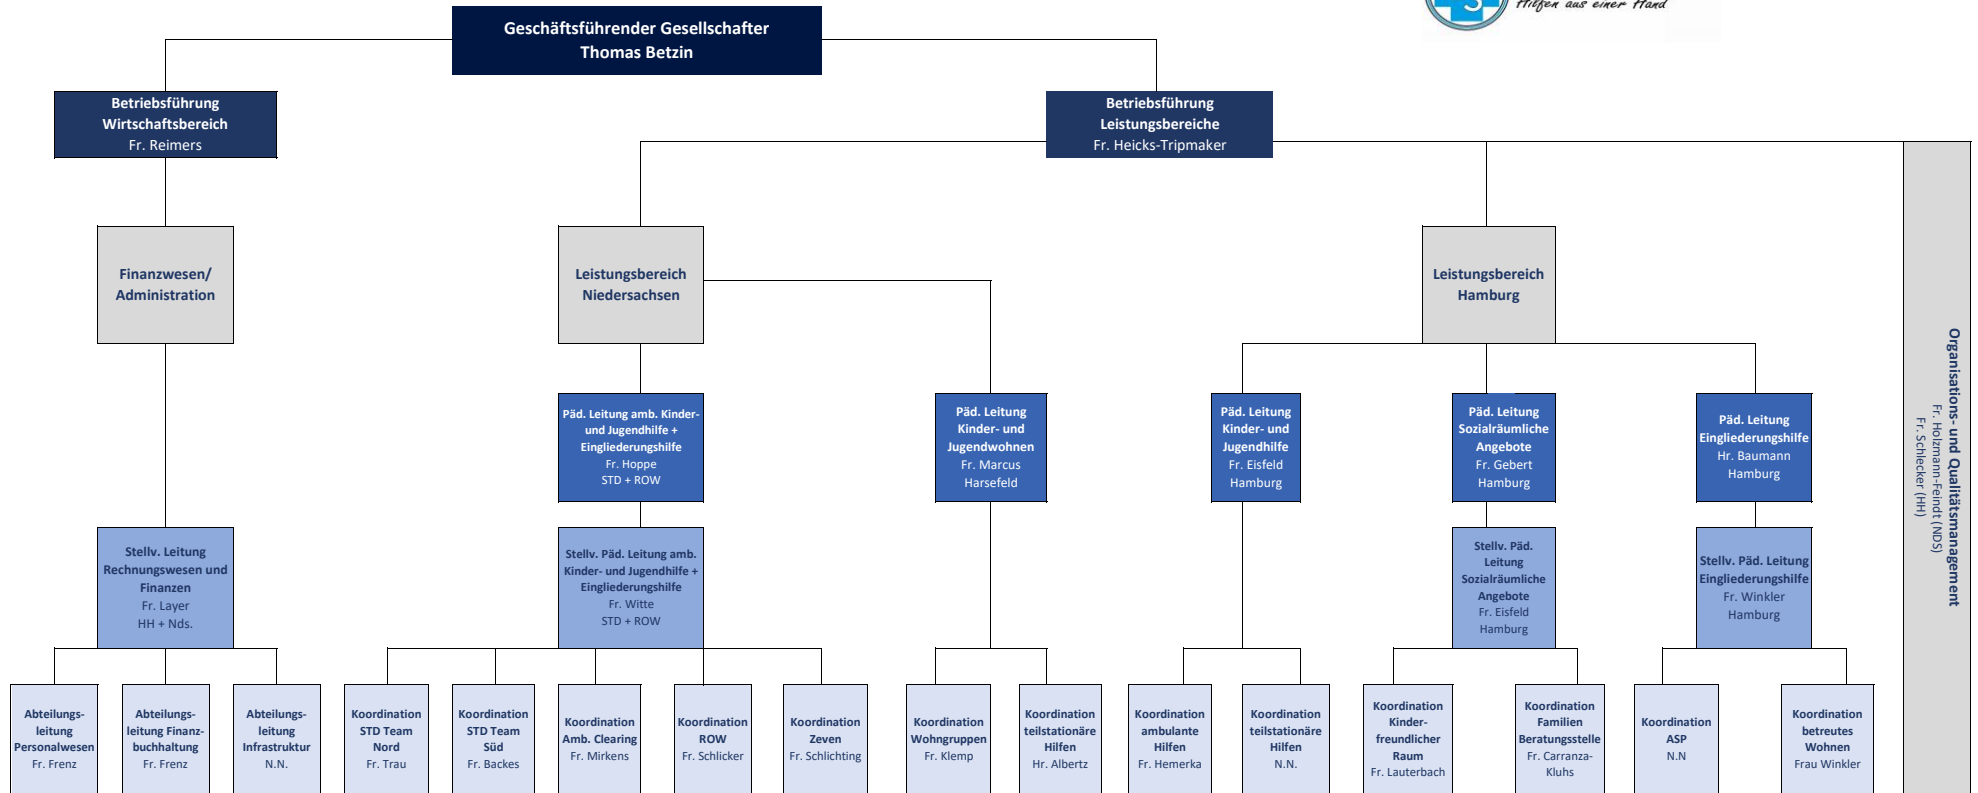 Hilfen aus einer Hand
Geschäftsführender Gesellschafter
Thomas Betzin
Betriebsführung
Wirtschaftsbereich
Fr. Reimers
Betriebsführung
Leistungsbereiche
Fr. Heicks-Tripmaker
Finanzwesen/
Administration
Leistungsbereich
Niedersachsen
Leistungsbereich
Hamburg
Organisations- und Qualitätsmanagement
Fr. Holzmann-Feindt (NDS)
Fr. Schlecker (HH)
Päd. Leitung amb. Kinder-
und Jugendhilfe +
Eingliederungshilfe
Fr. Hoppe
STD + ROW
Päd. Leitung
Kinder- und
Jugendwohnen
Fr. Marcus
Harsefeld
Päd. Leitung
Kinder- und
Jugendhilfe
Fr. Eisfeld
Hamburg
Päd. Leitung
Sozialräumliche
Angebote
Fr. Gebert
Hamburg
Päd. Leitung
Eingliederungshilfe
Hr. Baumann
Hamburg
Stellv. Leitung
Rechnungswesen und
Finanzen
Fr. Layer
HH + Nds.
Stellv. Päd. Leitung amb.
Kinder- und Jugendhilfe +
Eingliederungshilfe
Fr. Witte
STD + ROW
Stellv. Päd.
Leitung
Sozialräumliche
Angebote
Fr. Eisfeld
Hamburg
Stellv. Päd. Leitung
Eingliederungshilfe
Fr. Winkler
Hamburg
Abteilungs-
leitung
Personalwesen
Fr. Frenz
Abteilungs-
leitung Finanz-
buchhaltung
Fr. Frenz
Abteilungs-
leitung
Infrastruktur
N.N.
Koordination
STD Team
Nord
Fr. Trau
Koordination
STD Team
Süd
Fr. Backes
Koordination
Amb. Clearing
Fr. Mirkens
Koordination
ROW
Fr. Schlicker
Koordination
Zeven
Fr. Schlichting
Koordination
Wohngruppen
Fr. Klemp
Koordination
teilstationäre
Hilfen
Hr. Albertz
Koordination
ambulante
Hilfen
Fr. Hemerka
Koordination
teilstationäre
Hilfen
N.N.
Koordination
Kinder-
freundlicher
Raum
Fr. Lauterbach
Koordination
Familien
Beratungsstelle
Fr. Carranza-
Kluhs
Koordination
ASP
N.N
Koordination
betreutes
Wohnen
Frau Winkler